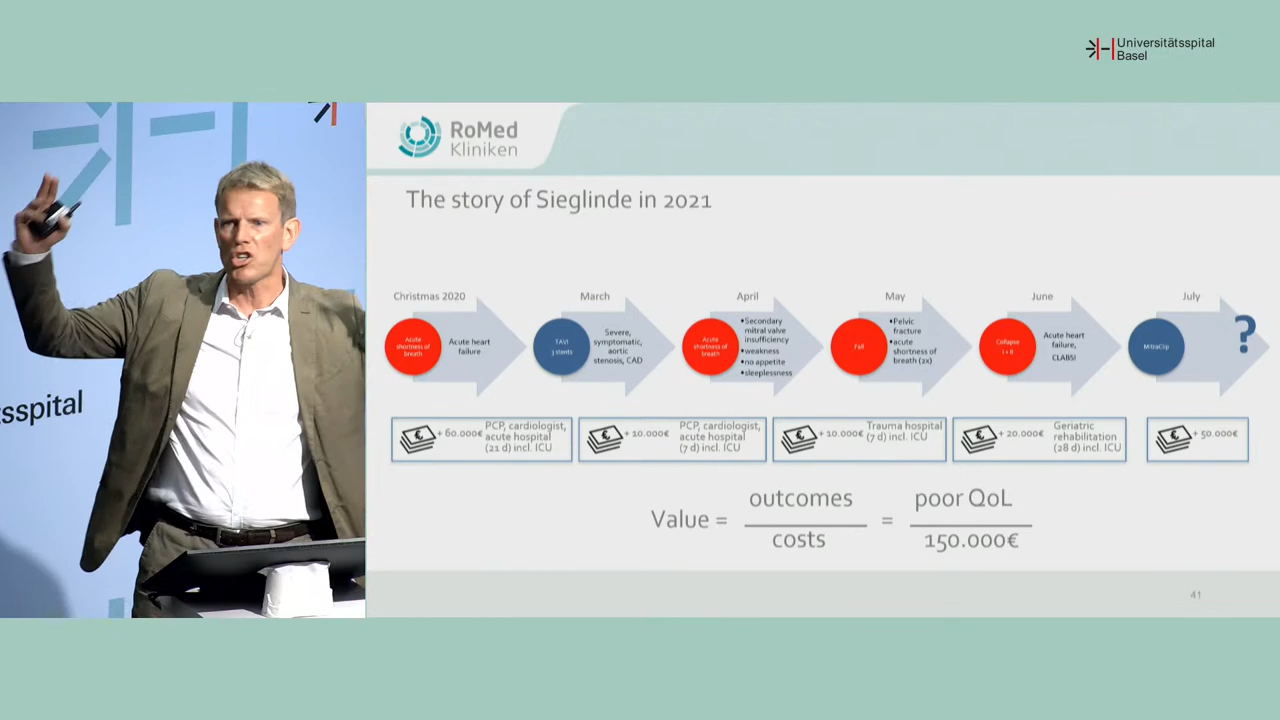 Universitätsspital
Basel
tsspital
RoMed
Kliniken
The story of Sieglinde in 2021
Christmas 2020
Acute
shortness of
breath
Acute heart
failure
March
TAVI
3 stents
Severe,
symptomatic,
aortic
stenosis, CAD
April
Acute
shortness of
breath
•Secondary
mitral valve
insufficiency
•weakness
•no appetite
•sleeplessness
May
Fall
•Pelvic
fracture
•acute
shortness of
breath (2x)
June
Collapse
I + II
Acute heart
failure,
CLABSI
July
MitraClip
?
€ + 60.000€
PCP, cardiologist,
acute hospital
(21 d) incl. ICU
€ + 10.000€
PCP, cardiologist,
acute hospital
(7 d) incl. ICU
€ + 10.000€
Trauma hospital
(7 d) incl. ICU
€ + 20.000€
Geriatric
rehabilitation
(28 d) incl. ICU
€ + 50.000€
Value = outcomes / costs = poor QoL / 150.000€
41